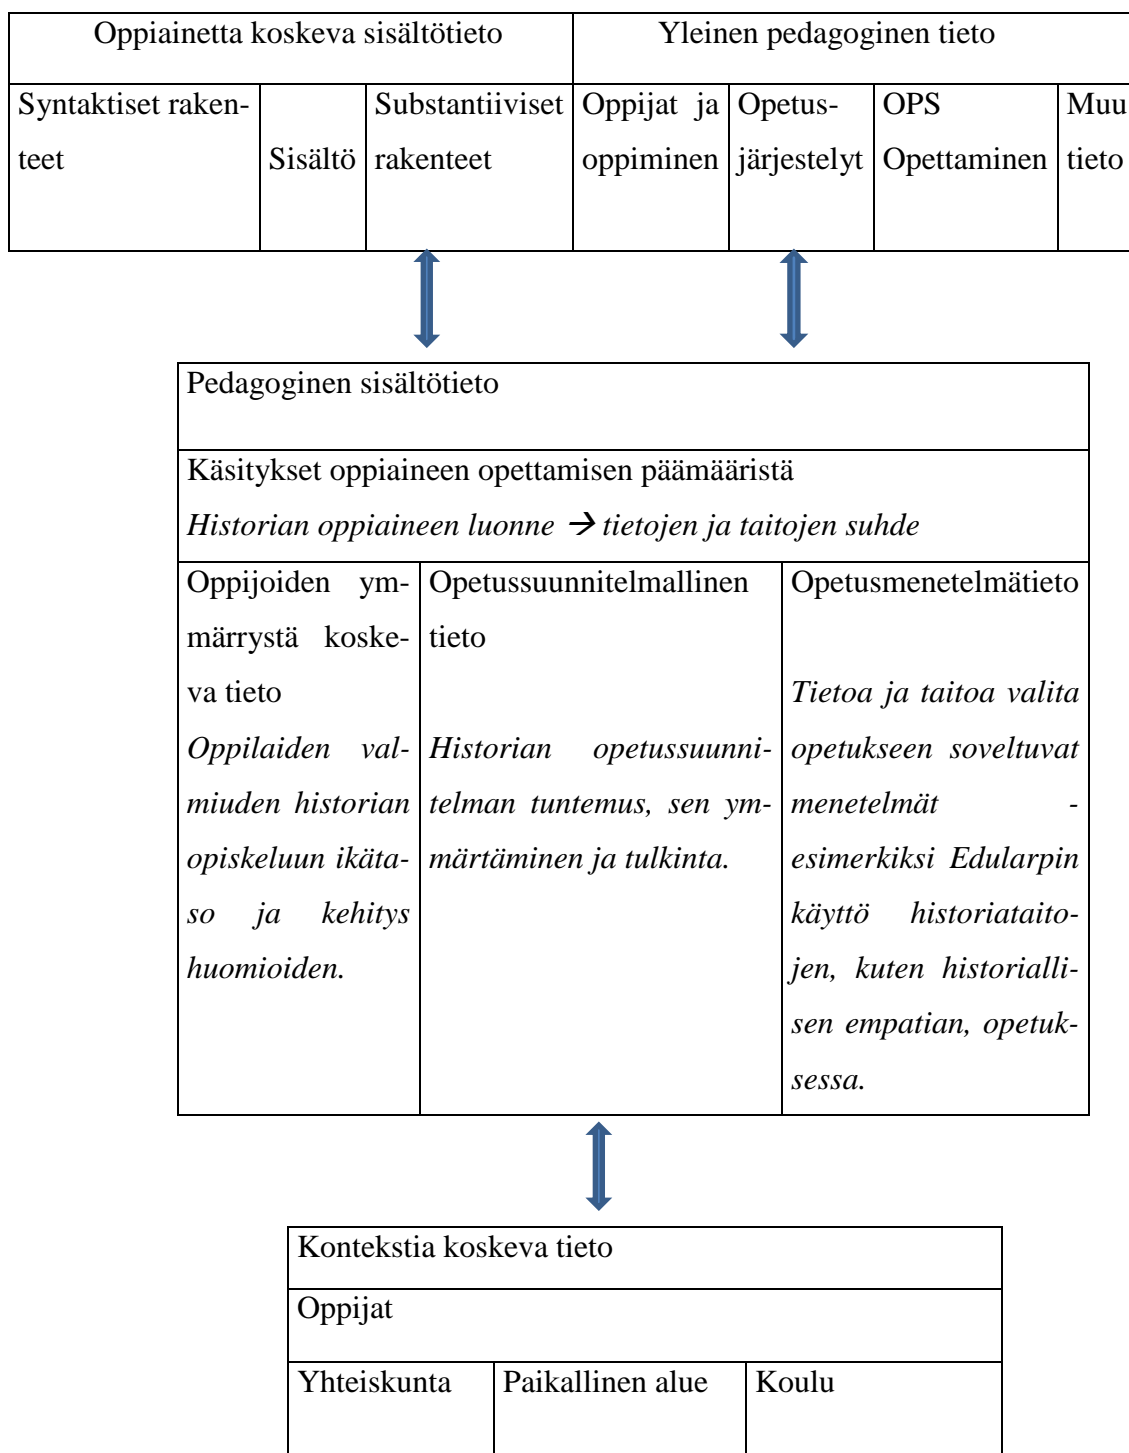 Oppiainetta koskeva sisältötieto
Yleinen pedagoginen tieto
Syntaktiset raken-
teet
Sisältö
Substantiiviset
rakenteet
Oppijat ja
oppiminen
Opetus-
järjestelyt
OPS
Opettaminen
Muu
tieto
Pedagoginen sisältötieto
Käsitykset oppiaineen opettamisen päämääristä
Historian oppiaineen luonne → tietojen ja taitojen suhde
Oppijoiden ym-
märrystä koske-
va tieto
Oppilaiden val-
miuden historian
opiskeluun ikäta-
so ja kehitys
huomioiden.
Opetussuunnitelmallinen
tieto
Historian opetussuunni-
telman tuntemus, sen ym-
märtäminen ja tulkinta.
Opetusmenetelmätieto
Tietoa ja taitoa valita
opetukseen soveltuvat
menetelmät -
esimerkiksi Edularpin
käyttö historiataito-
jen, kuten historialli-
sen empatian, opetuk-
sessa.
Kontekstia koskeva tieto
Oppijat
Yhteiskunta
Paikallinen alue
Koulu